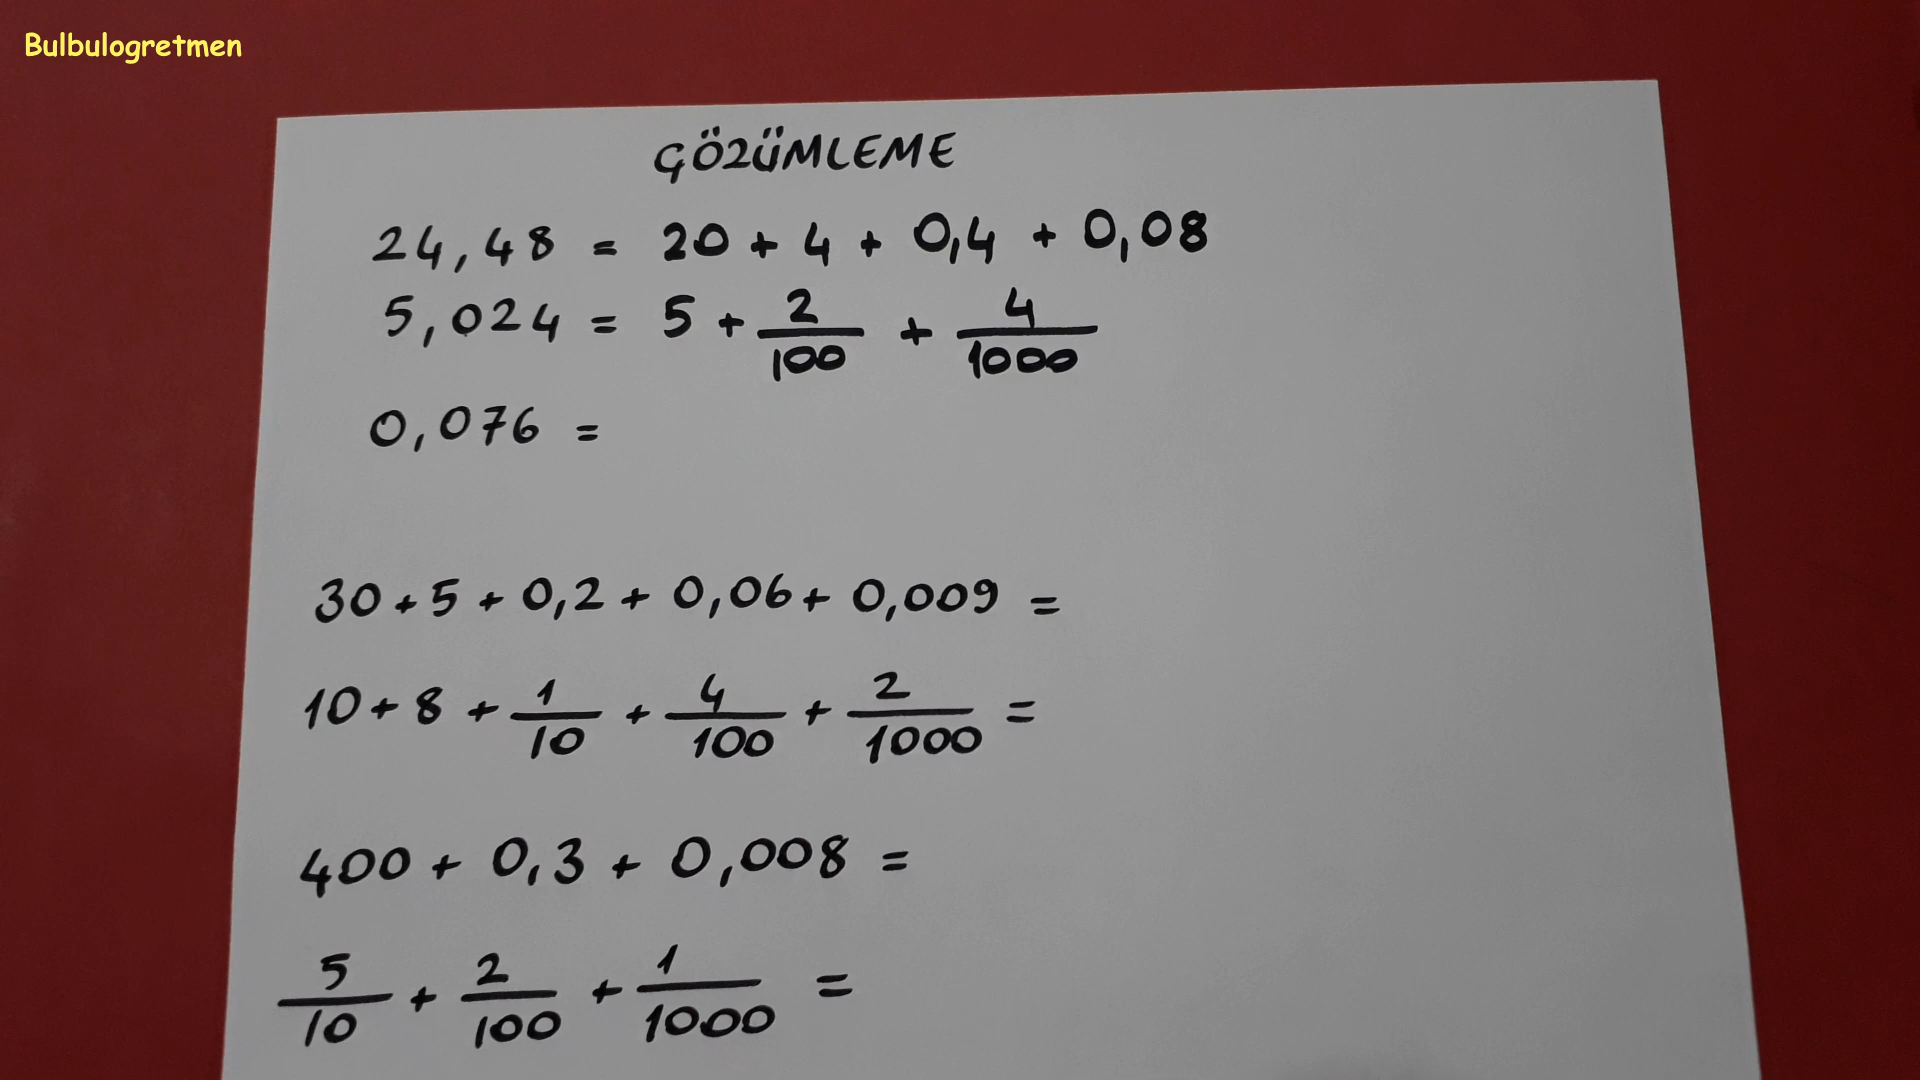 Bulbulogretmen
ÇÖZÜMLEME
24,48 = 20 + 4 + 0,4 + 0,08
5,024 = 5 + 2/100 + 4/1000
0,076 =
30 + 5 + 0,2 + 0,06 + 0,009 =
10 + 8 + 1/10 + 4/100 + 2/1000 =
400 + 0,3 + 0,008 =
5/10 + 2/100 + 1/1000 =